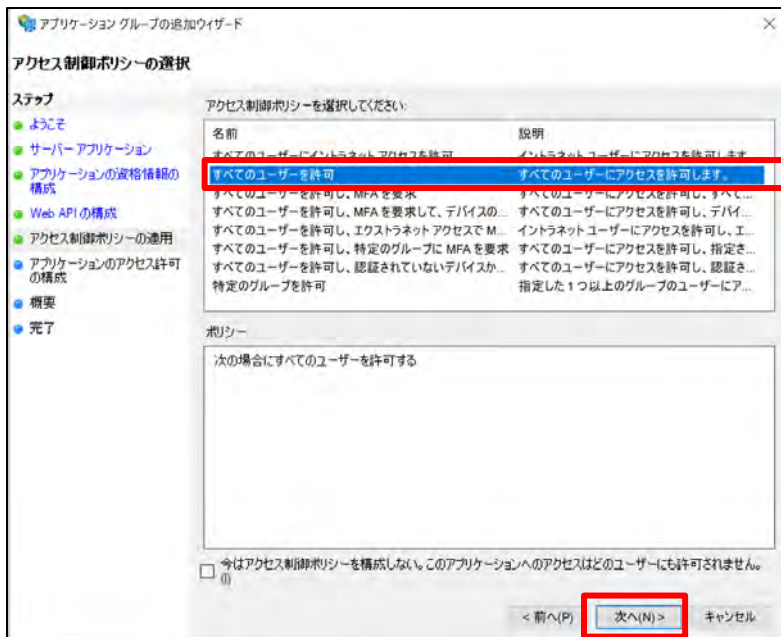 アプリケーション グループの追加ウィザード
アクセス制御ポリシーの選択
ステップ
ようこそ
サーバー アプリケーション
アプリケーションの資格情報の
構成
Web API の構成
アクセス制御ポリシーの適用
アプリケーションのアクセス許可
の構成
概要
完了
アクセス制御ポリシーを選択してください:
名前 説明
すべてのユーザーにイントラネット アクセスを許可 イントラネット ユーザーにアクセスを許可します
すべてのユーザーを許可 すべてのユーザーにアクセスを許可します。
すべてのユーザーを許可し、MFA を要求 すべてのユーザーにアクセスを許可し、すべて...
すべてのユーザーを許可し、MFA を要求して、デバイスの... すべてのユーザーにアクセスを許可し、デバイ...
すべてのユーザーを許可し、エクストラネット アクセスで M... イントラネット ユーザーにアクセスを許可し、エ...
すべてのユーザーを許可し、特定のグループに MFA を要求 すべてのユーザーにアクセスを許可し、指定さ...
すべてのユーザーを許可し、認証されていないデバイスか... すべてのユーザーにアクセスを許可し、認証さ...
特定のグループを許可 指定した 1 つ以上のグループのユーザーにア...
ポリシー
次の場合にすべてのユーザーを許可する
今はアクセス制御ポリシーを構成しない。このアプリケーションへのアクセスはどのユーザーにも許可されません。
(I)
< 前へ(P) 次へ(N) > キャンセル